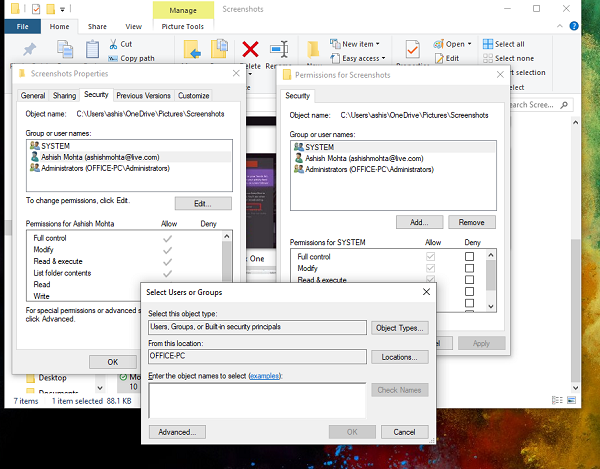 Manage
Screenshots
File
Home
Share
View
Picture Tools
Cut
Copy path
Delete
Rename
New item
Easy access
Properties
Open
Edit
Select all
Select none
selection
Search Scree...
Screenshots Properties
General
Sharing
Security
Previous Versions
Customize
Object name: C:\Users\ashis\OneDrive\Pictures\Screenshots
Group or user names:
SYSTEM
Ashish Mohta (ashishmohta@live.com)
Administrators (OFFICE-PC\Administrators)
To change permissions, click Edit.
Edit...
Permissions for Ashish Mohta Allow Deny
Full control
Modify
Read & execute
List folder contents
Read
Write
For special permissions or advanced s
click Advanced.
OK
Permissions for Screenshots
Security
Object name: C:\Users\ashis\OneDrive\Pictures\Screenshots
Group or user names:
SYSTEM
Ashish Mohta (ashishmohta@live.com)
Administrators (OFFICE-PC\Administrators)
Add...
Remove
Permissions for SYSTEM Allow Deny
Full control
Modify
Read & execute
el
Apply
One
Select Users or Groups
Select this object type:
Users, Groups, or Built-in security principals
Object Types...
From this location:
OFFICE-PC
Locations...
Enter the object names to select (examples):
Check Names
Advanced...
OK
Cancel
Desktop
Documents
Mo
10
7 items 1 item selected 88.1 KB